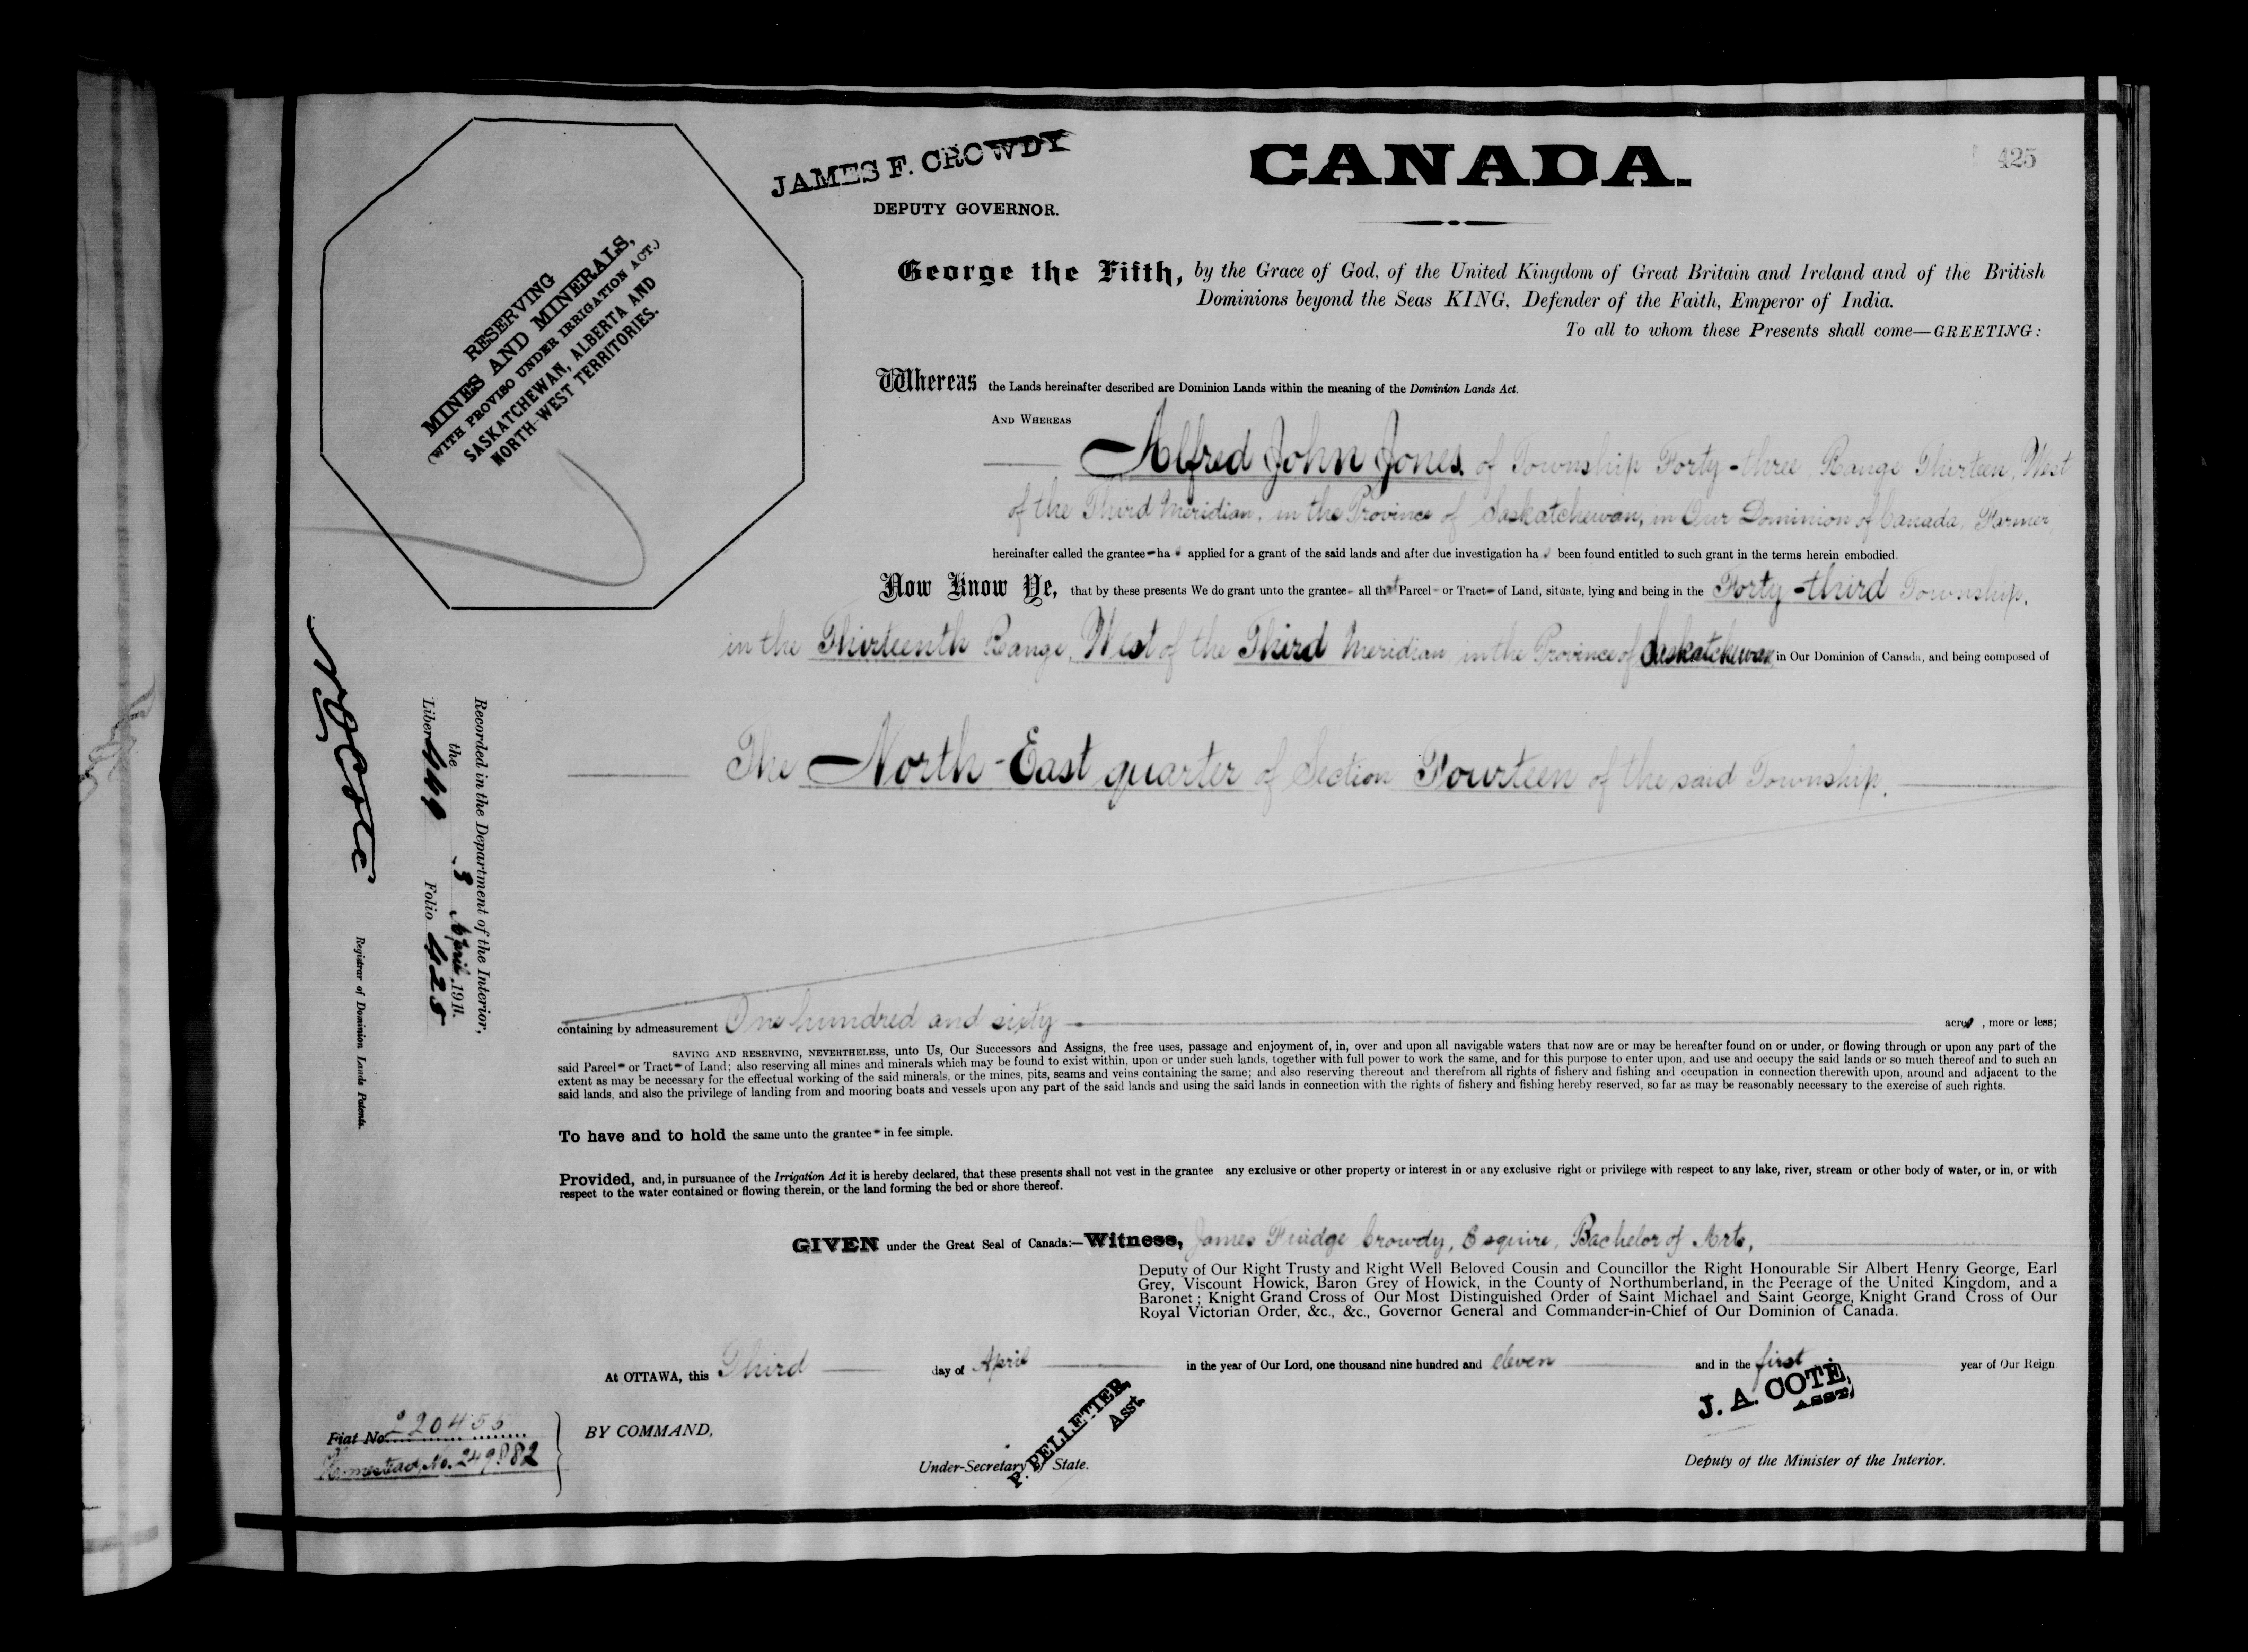 JAMES F. CROWDY
DEPUTY GOVERNOR.
CANADA.
425
RESERVING
MINES AND MINERALS,
(WITH PROVISO UNDER IRRIGATION ACT.)
SASKATCHEWAN, ALBERTA AND
NORTH-WEST TERRITORIES.
George the Fifth, by the Grace of God, of the United Kingdom of Great Britain and Ireland and of the British
Dominions beyond the Seas KING, Defender of the Faith, Emperor of India.
To all to whom these Presents shall come—GREETING:
Whereas the Lands hereinafter described are Dominion Lands within the meaning of the Dominion Lands Act.
AND WHEREAS
Alfred John Jones, of Township Forty-three Range Thirteen, West
of the Third Meridian, in the Province of Saskatchewan, in Our Dominion of Canada, Farmer,
hereinafter called the grantee ha s applied for a grant of the said lands and after due investigation ha s been found entitled to such grant in the terms herein embodied.
Now Know Ye, that by these presents We do grant unto the grantee all that Parcel or Tract of Land, situate, lying and being in the Forty-third Township,
in the Thirteenth Range, West of the Third Meridian in the Province of Saskatchewan, in Our Dominion of Canada, and being composed of
The North-East quarter of Section Fourteen of the said Township.
containing by admeasurement One hundred and sixty acres, more or less;
SAVING AND RESERVING, NEVERTHELESS, unto Us, Our Successors and Assigns, the free uses, passage and enjoyment of, in, over and upon all navigable waters that now are or may be hereafter found on or under, or flowing through or upon any part of the
said Parcel or Tract of Land; also reserving all mines and minerals which may be found to exist within, upon or under such lands, together with full power to work the same, and for this purpose to enter upon, and use and occupy the said lands or so much thereof and to such an
extent as may be necessary for the effectual working of the said minerals, or the mines, pits, seams and veins containing the same; and also reserving thereout and therefrom all rights of fishery and fishing and occupation in connection therewith upon, around and adjacent to the
said lands, and also the privilege of landing from and mooring boats and vessels upon any part of the said lands and using the said lands in connection with the rights of fishery and fishing hereby reserved, so far as may be reasonably necessary to the exercise of such rights.
To have and to hold the same unto the grantee in fee simple.
Provided, and, in pursuance of the Irrigation Act it is hereby declared, that these presents shall not vest in the grantee any exclusive or other property or interest in or any exclusive right or privilege with respect to any lake, river, stream or other body of water, or in, or with
respect to the water contained or flowing therein, or the land forming the bed or shore thereof.
GIVEN under the Great Seal of Canada:—Witness, James Fuidge Crowdy, Esquire, Bachelor of Arts,
Deputy of Our Right Trusty and Right Well Beloved Cousin and Councillor the Right Honourable Sir Albert Henry George, Earl
Grey, Viscount Howick, Baron Grey of Howick, in the County of Northumberland, in the Peerage of the United Kingdom, and a
Baronet; Knight Grand Cross of Our Most Distinguished Order of Saint Michael and Saint George, Knight Grand Cross of Our
Royal Victorian Order, &c., &c., Governor General and Commander-in-Chief of Our Dominion of Canada.
At OTTAWA, this Third day of April in the year of Our Lord, one thousand nine hundred and eleven and in the first year of Our Reign
BY COMMAND,
P. PELLETIER,
Asst.
Under-Secretary of State.
J. A. COTE,
ASST,
Deputy of the Minister of the Interior.
Fiat No. 220455
Homestead, No. 249882
Recorded in the Department of the Interior,
the 3 April 1911.
Liber 449 Folio 425
Registrar of Dominion Lands Patents.